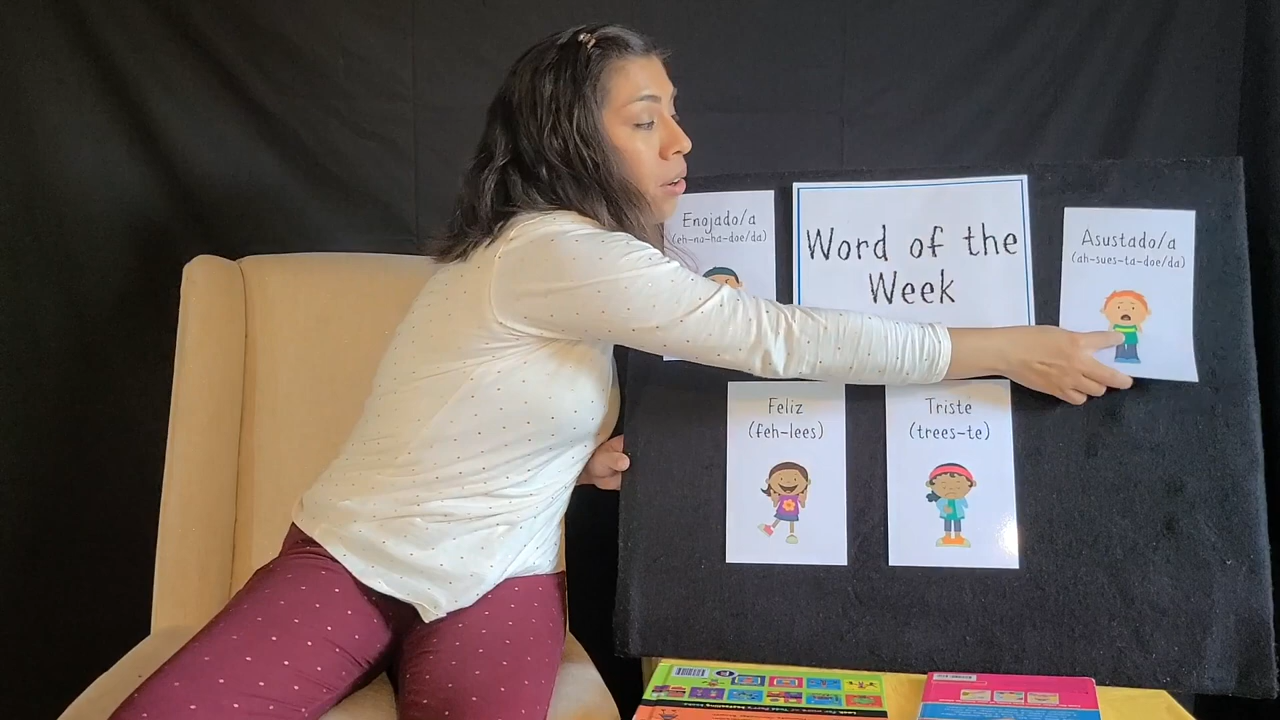 Enojado/a
(eh-no-ha-doe/da)
Word of the
Week
Asustado/a
(ah-sues-ta-doe/da)
Feliz
(feh-lees)
Triste
(trees-te)